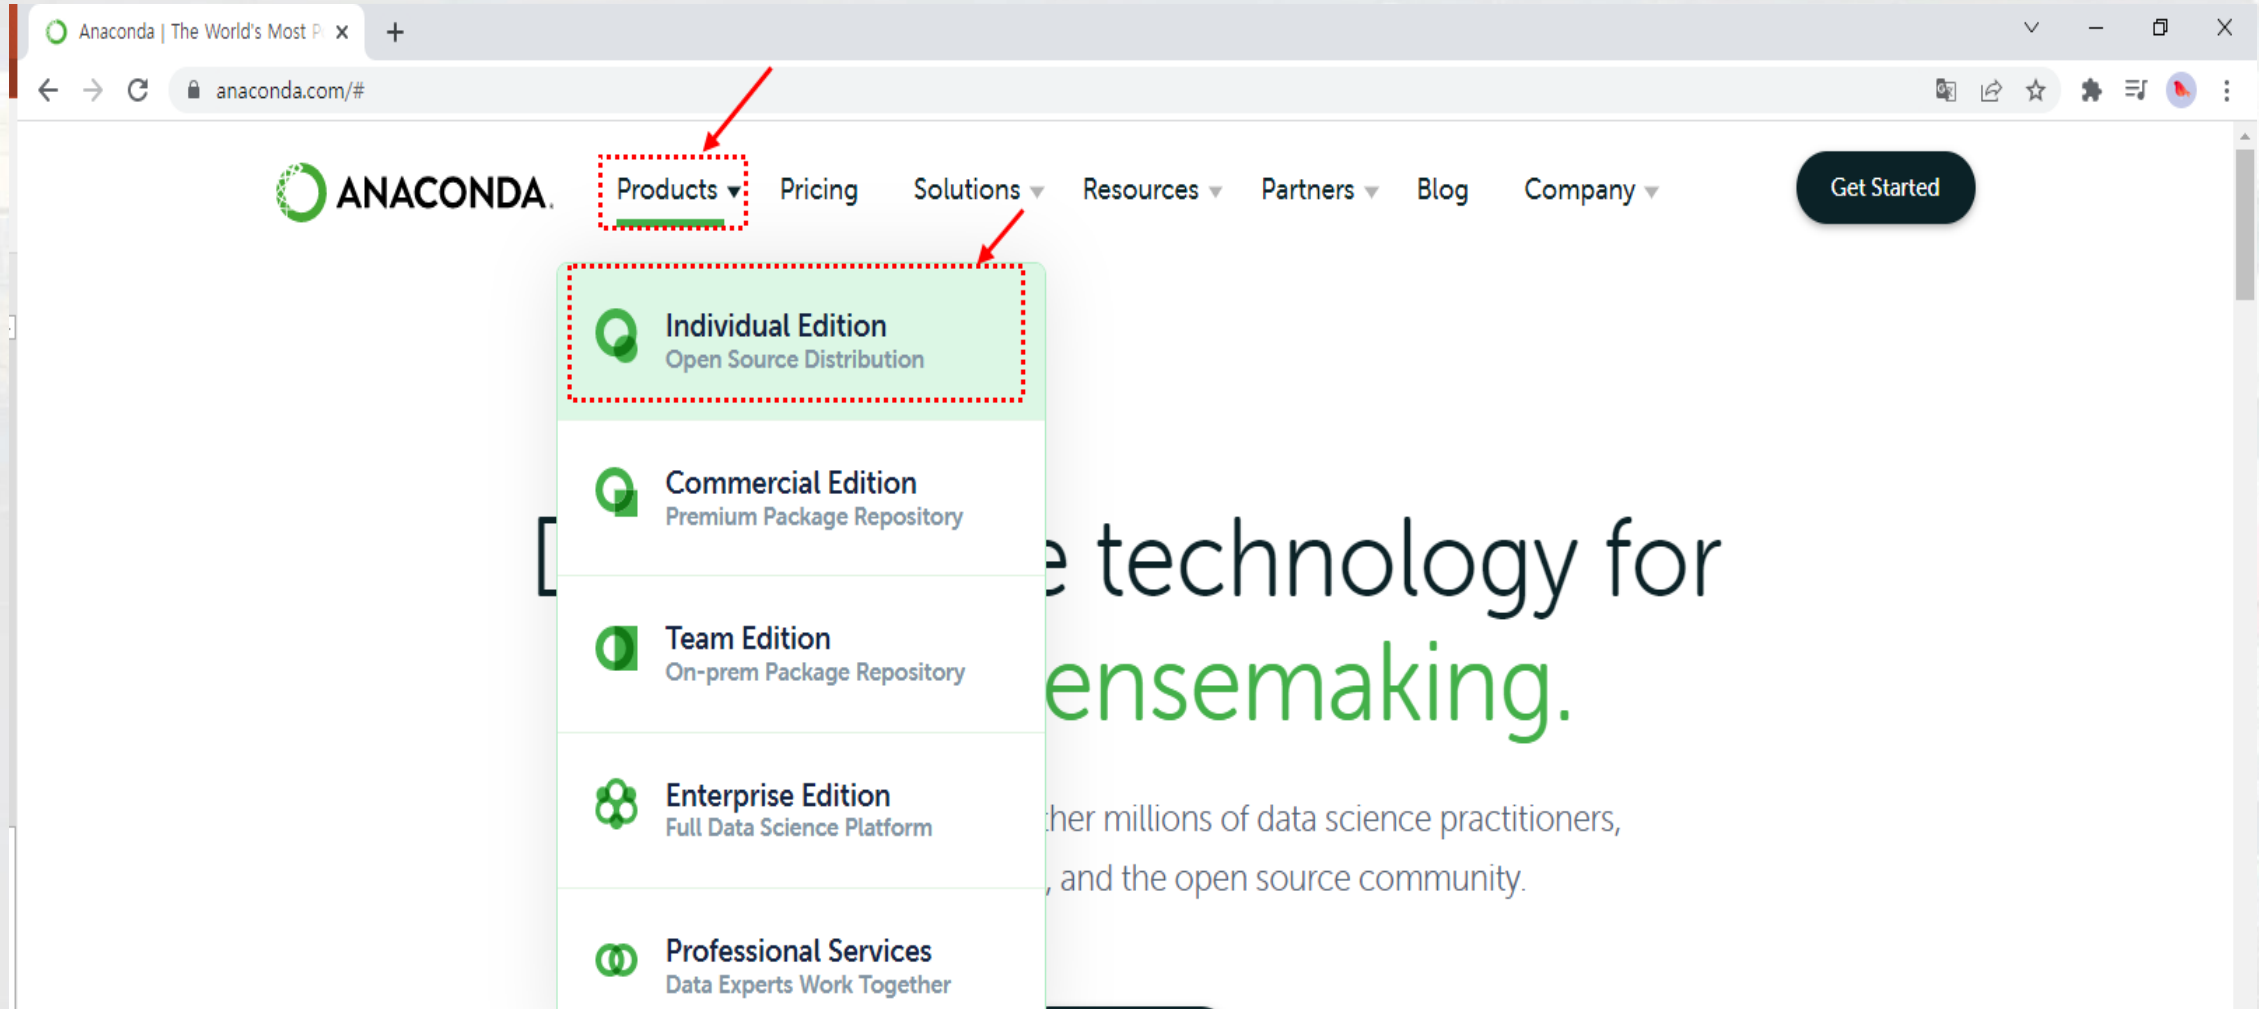 Anaconda | The World's Most P
anaconda.com/#
ANACONDA.
Products Pricing Solutions Resources Partners Blog Company Get Started
Individual Edition
Open Source Distribution
Commercial Edition
Premium Package Repository
Team Edition
On-prem Package Repository
Enterprise Edition
Full Data Science Platform
Professional Services
Data Experts Work Together
technology for
ensemaking.
her millions of data science practitioners,
, and the open source community.